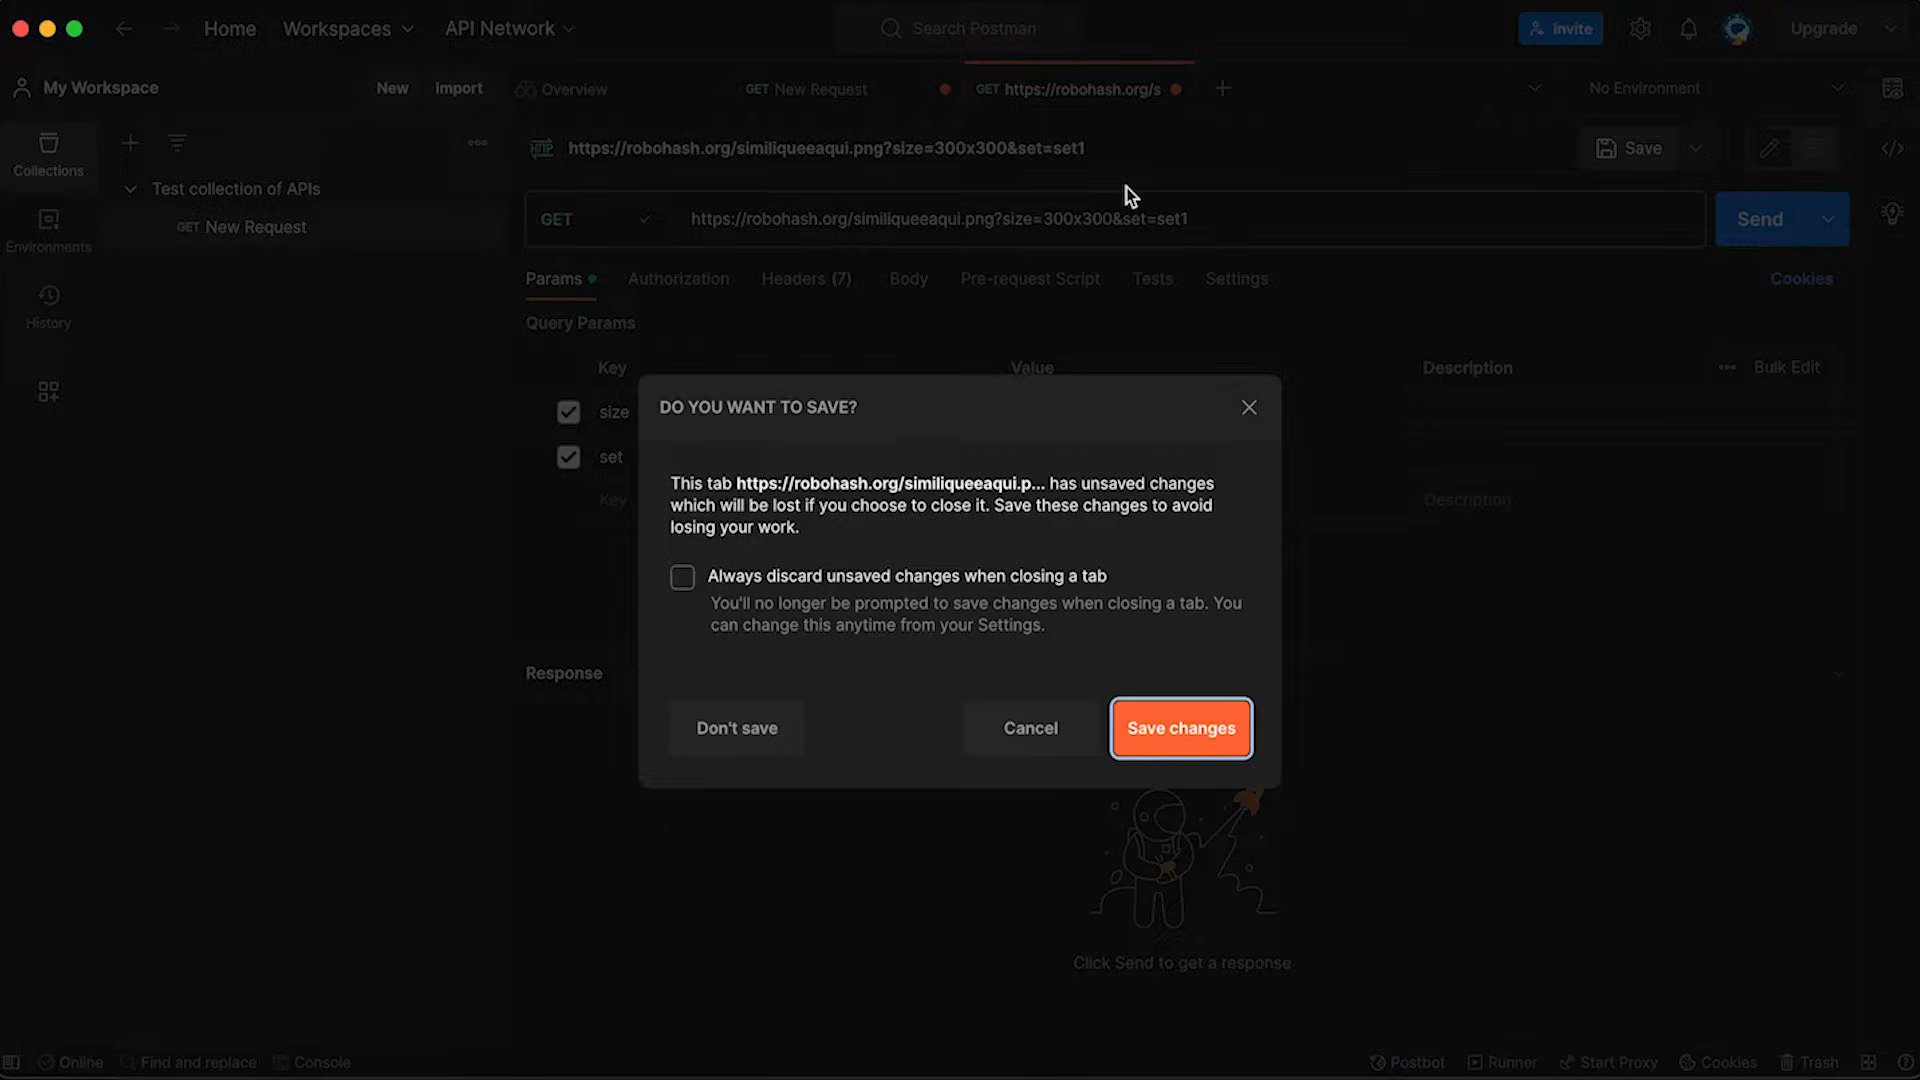 Home Workspaces API Network Search Postman Invite Upgrade
My Workspace New Import Overview GET New Request GET https://robohash.org/s No Environment
HTTP https://robohash.org/similiqueeaqui.png?size=300x300&set=set1 Save
Collections
Test collection of APIs
GET New Request
GET https://robohash.org/similiqueeaqui.png?size=300x300&set=set1 Send
Environments
Params Authorization Headers (7) Body Pre-request Script Tests Settings Cookies
History
Query Params
Key Value Description Bulk Edit
size
set
Key Description
DO YOU WANT TO SAVE?
This tab https://robohash.org/similiqueeaqui.p... has unsaved changes
which will be lost if you choose to close it. Save these changes to avoid
losing your work.
Always discard unsaved changes when closing a tab
You'll no longer be prompted to save changes when closing a tab. You
can change this anytime from your Settings.
Response
Don't save Cancel Save changes
Click Send to get a response
Online Find and replace Console Postbot Runner Start Proxy Cookies Trash